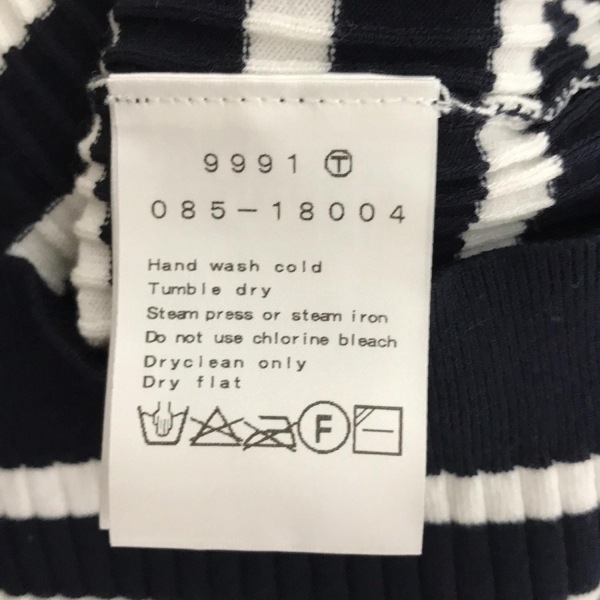 9991 Ⓣ
085-18004
Hand wash cold
Tumble dry
Steam press or steam iron
Do not use chlorine bleach
Dryclean only
Dry flat
F